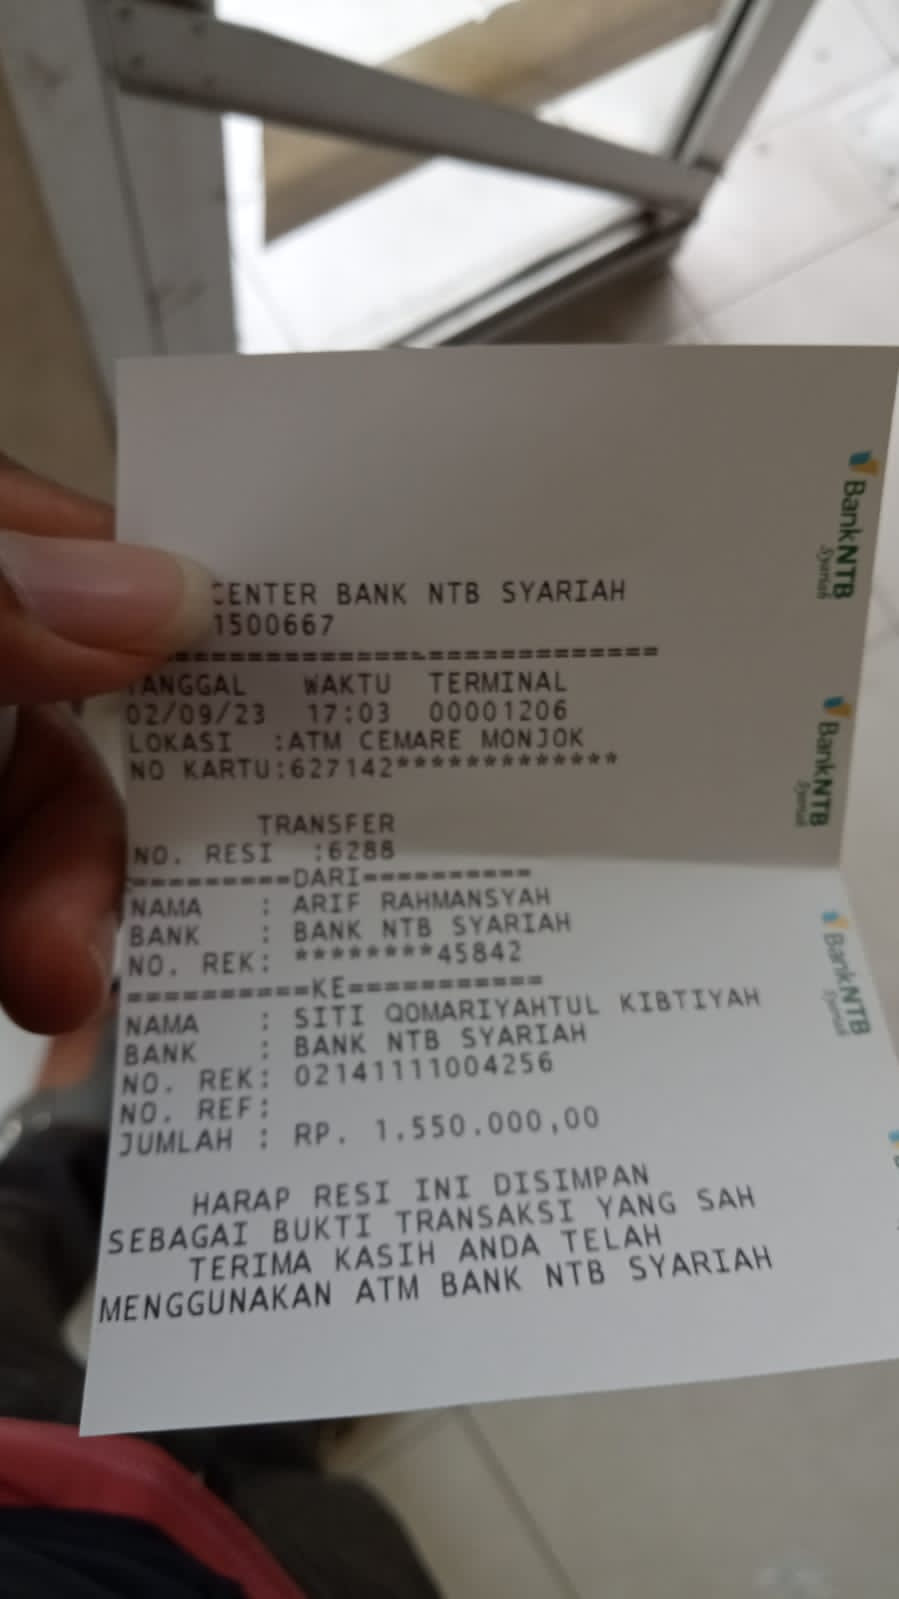 CENTER BANK NTB SYARIAH
1500667
==============================
TANGGAL WAKTU TERMINAL
02/09/23 17:03 00001206
LOKASI :ATM CEMARE MONJOK
NO KARTU:627142*************
TRANSFER
NO. RESI :6288
=========DARI==========
NAMA : ARIF RAHMANSYAH
BANK : BANK NTB SYARIAH
NO. REK: ********45842
==========KE===========
NAMA : SITI QOMARIYAHTUL KIBTIYAH
BANK : BANK NTB SYARIAH
NO. REK: 02141111004256
NO. REF:
JUMLAH : RP. 1.550.000,00
HARAP RESI INI DISIMPAN
SEBAGAI BUKTI TRANSAKSI YANG SAH
TERIMA KASIH ANDA TELAH
MENGGUNAKAN ATM BANK NTB SYARIAH
BankNTB
Syariah
BankNTB
Syariah
BankNTB
Syariah